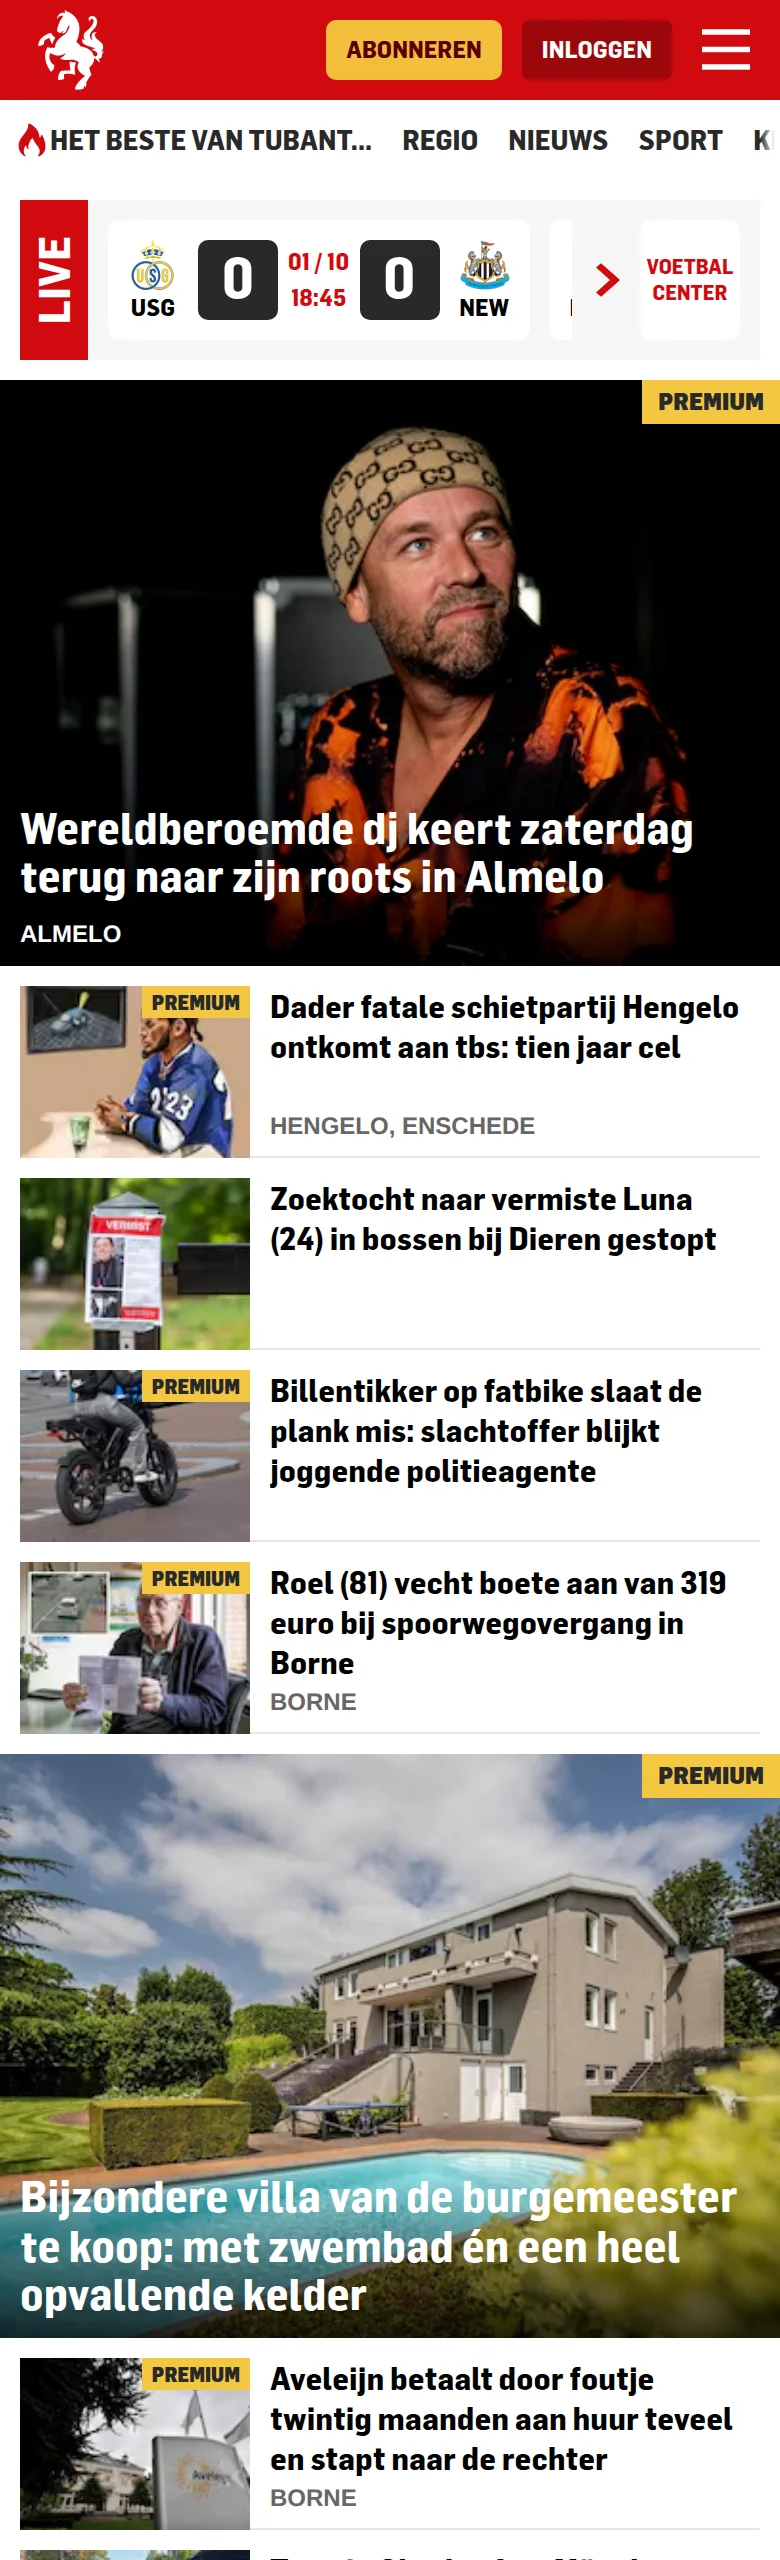 ABONNEREN
INLOGGEN
HET BESTE VAN TUBANT...
REGIO
NIEUWS
SPORT
LIVE
USG
0
01 / 10
18:45
0
NEW
VOETBAL
CENTER
PREMIUM
Wereldberoemde dj keert zaterdag
terug naar zijn roots in Almelo
ALMELO
PREMIUM
Dader fatale schietpartij Hengelo
ontkomt aan tbs: tien jaar cel
HENGELO, ENSCHEDE
VERMIST
Zoektocht naar vermiste Luna
(24) in bossen bij Dieren gestopt
PREMIUM
Billentikker op fatbike slaat de
plank mis: slachtoffer blijkt
joggende politieagente
PREMIUM
Roel (81) vecht boete aan van 319
euro bij spoorwegovergang in
Borne
BORNE
PREMIUM
Bijzondere villa van de burgemeester
te koop: met zwembad én een heel
opvallende kelder
PREMIUM
Aveleijn betaalt door foutje
twintig maanden aan huur teveel
en stapt naar de rechter
BORNE